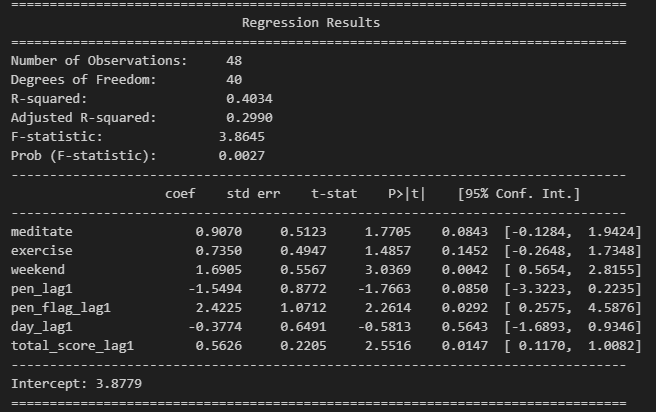 ==============================================================================
Regression Results
==============================================================================
Number of Observations: 48
Degrees of Freedom: 40
R-squared: 0.4034
Adjusted R-squared: 0.2990
F-statistic: 3.8645
Prob (F-statistic): 0.0027
------------------------------------------------------------------------------
coef std err t-stat P>|t| [95% Conf. Int.]
------------------------------------------------------------------------------
meditate 0.9070 0.5123 1.7705 0.0843 [-0.1284, 1.9424]
exercise 0.7350 0.4947 1.4857 0.1452 [-0.2648, 1.7348]
weekend 1.6905 0.5567 3.0369 0.0042 [ 0.5654, 2.8155]
pen_lag1 -1.5494 0.8772 -1.7663 0.0850 [-3.3223, 0.2235]
pen_flag_lag1 2.4225 1.0712 2.2614 0.0292 [ 0.2575, 4.5876]
day_lag1 -0.3774 0.6491 -0.5813 0.5643 [-1.6893, 0.9346]
total_score_lag1 0.5626 0.2205 2.5516 0.0147 [ 0.1170, 1.0082]
------------------------------------------------------------------------------
Intercept: 3.8779
==============================================================================